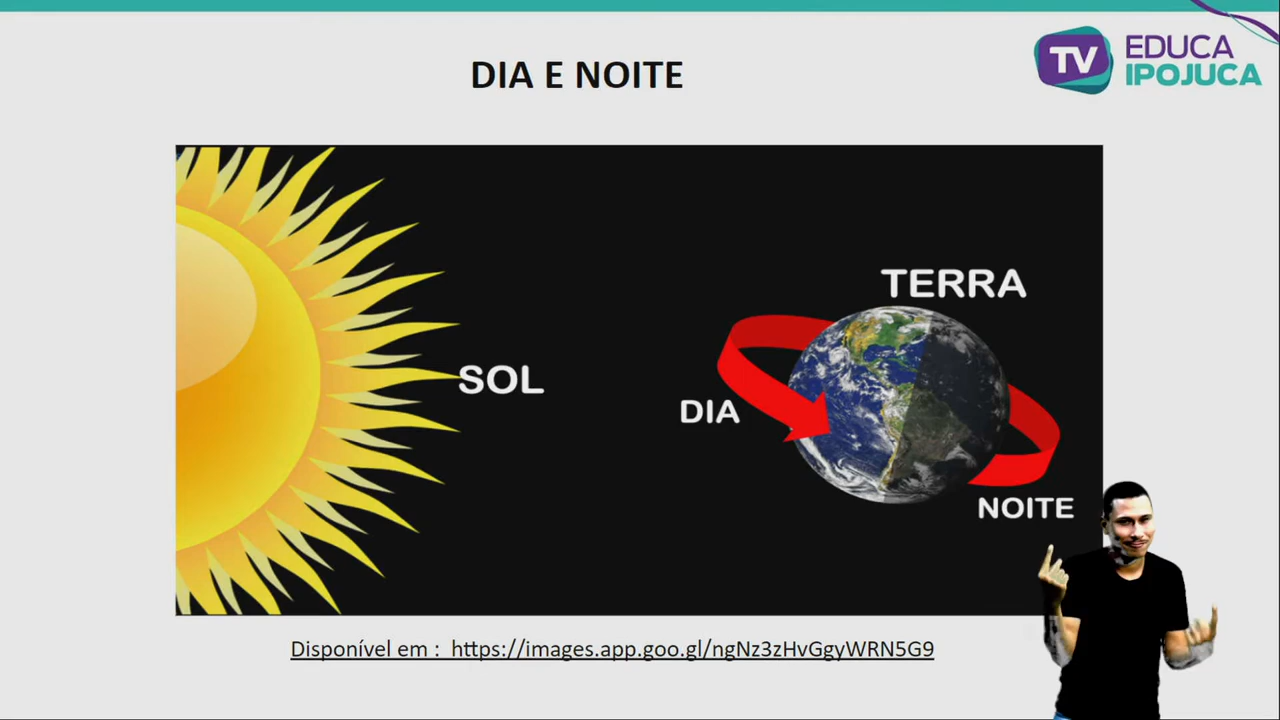 TV EDUCA
IPOJUCA
DIA E NOITE
TERRA
SOL
DIA
NOITE
Disponível em : https://images.app.goo.gl/ngNz3zHvGgyWRN5G9